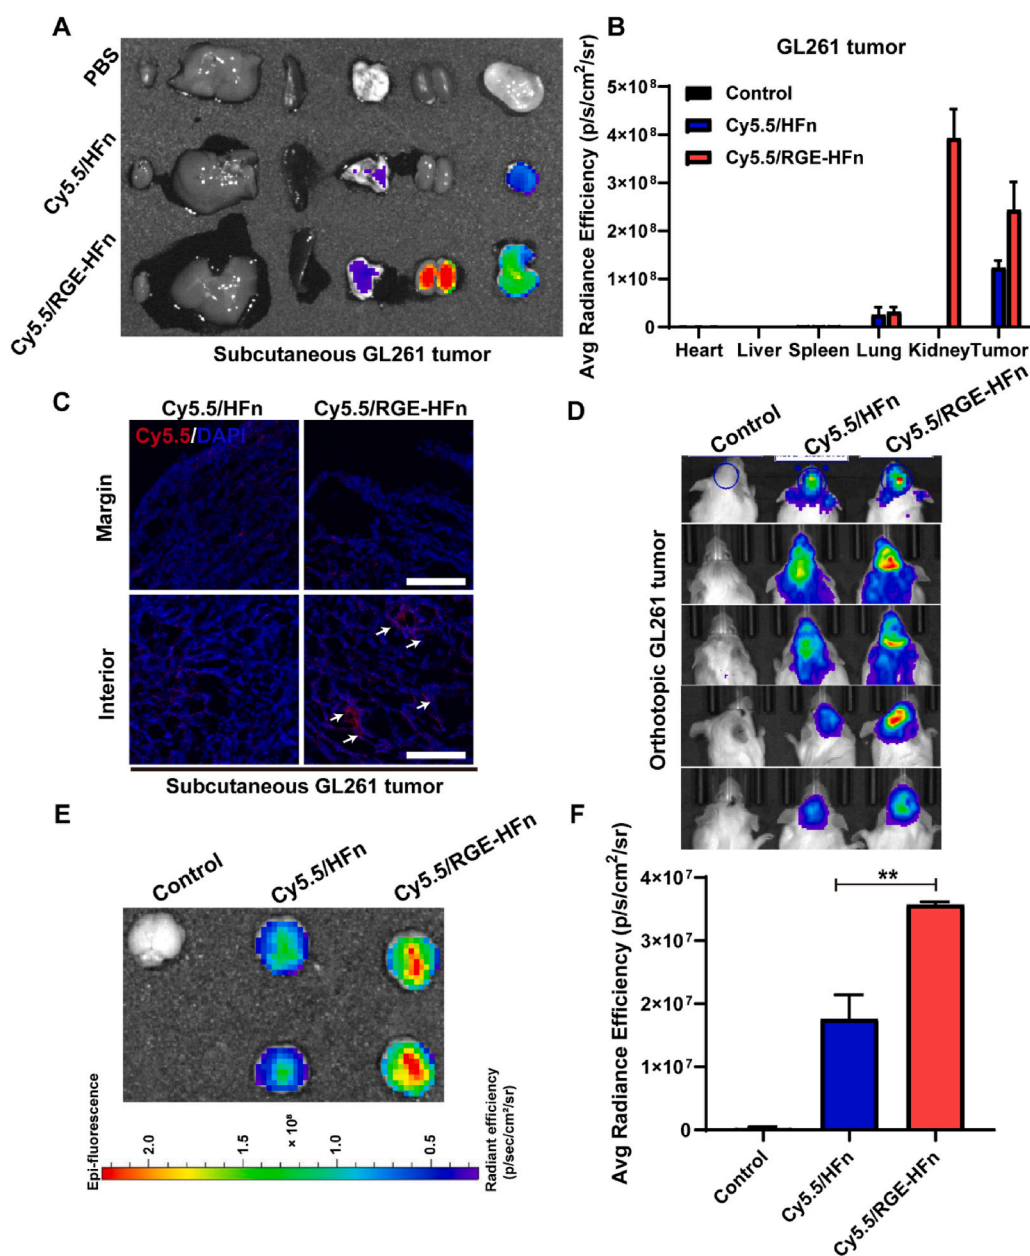 A
PBS
Cy5.5/HFn
Cy5.5/RGE-HFn
Subcutaneous GL261 tumor
B
GL261 tumor
Avg Radiance Efficiency (p/s/cm²/sr)
5×10⁸
4×10⁸
3×10⁸
2×10⁸
1×10⁸
0
Control
Cy5.5/HFn
Cy5.5/RGE-HFn
Heart Liver Spleen Lung Kidney Tumor
C
Cy5.5/HFn Cy5.5/RGE-HFn
Cy5.5/DAPI
Margin
Interior
Subcutaneous GL261 tumor
D
Control Cy5.5/HFn Cy5.5/RGE-HFn
Orthotopic GL261 tumor
E
Control Cy5.5/HFn Cy5.5/RGE-HFn
Epi-fluorescence
2.0 1.5 1.0 0.5
× 10⁸
Radiant efficiency
(p/sec/cm²/sr)
F
Avg Radiance Efficiency (p/s/cm²/sr)
4×10⁷
3×10⁷
2×10⁷
1×10⁷
0
**
Control Cy5.5/HFn Cy5.5/RGE-HFn